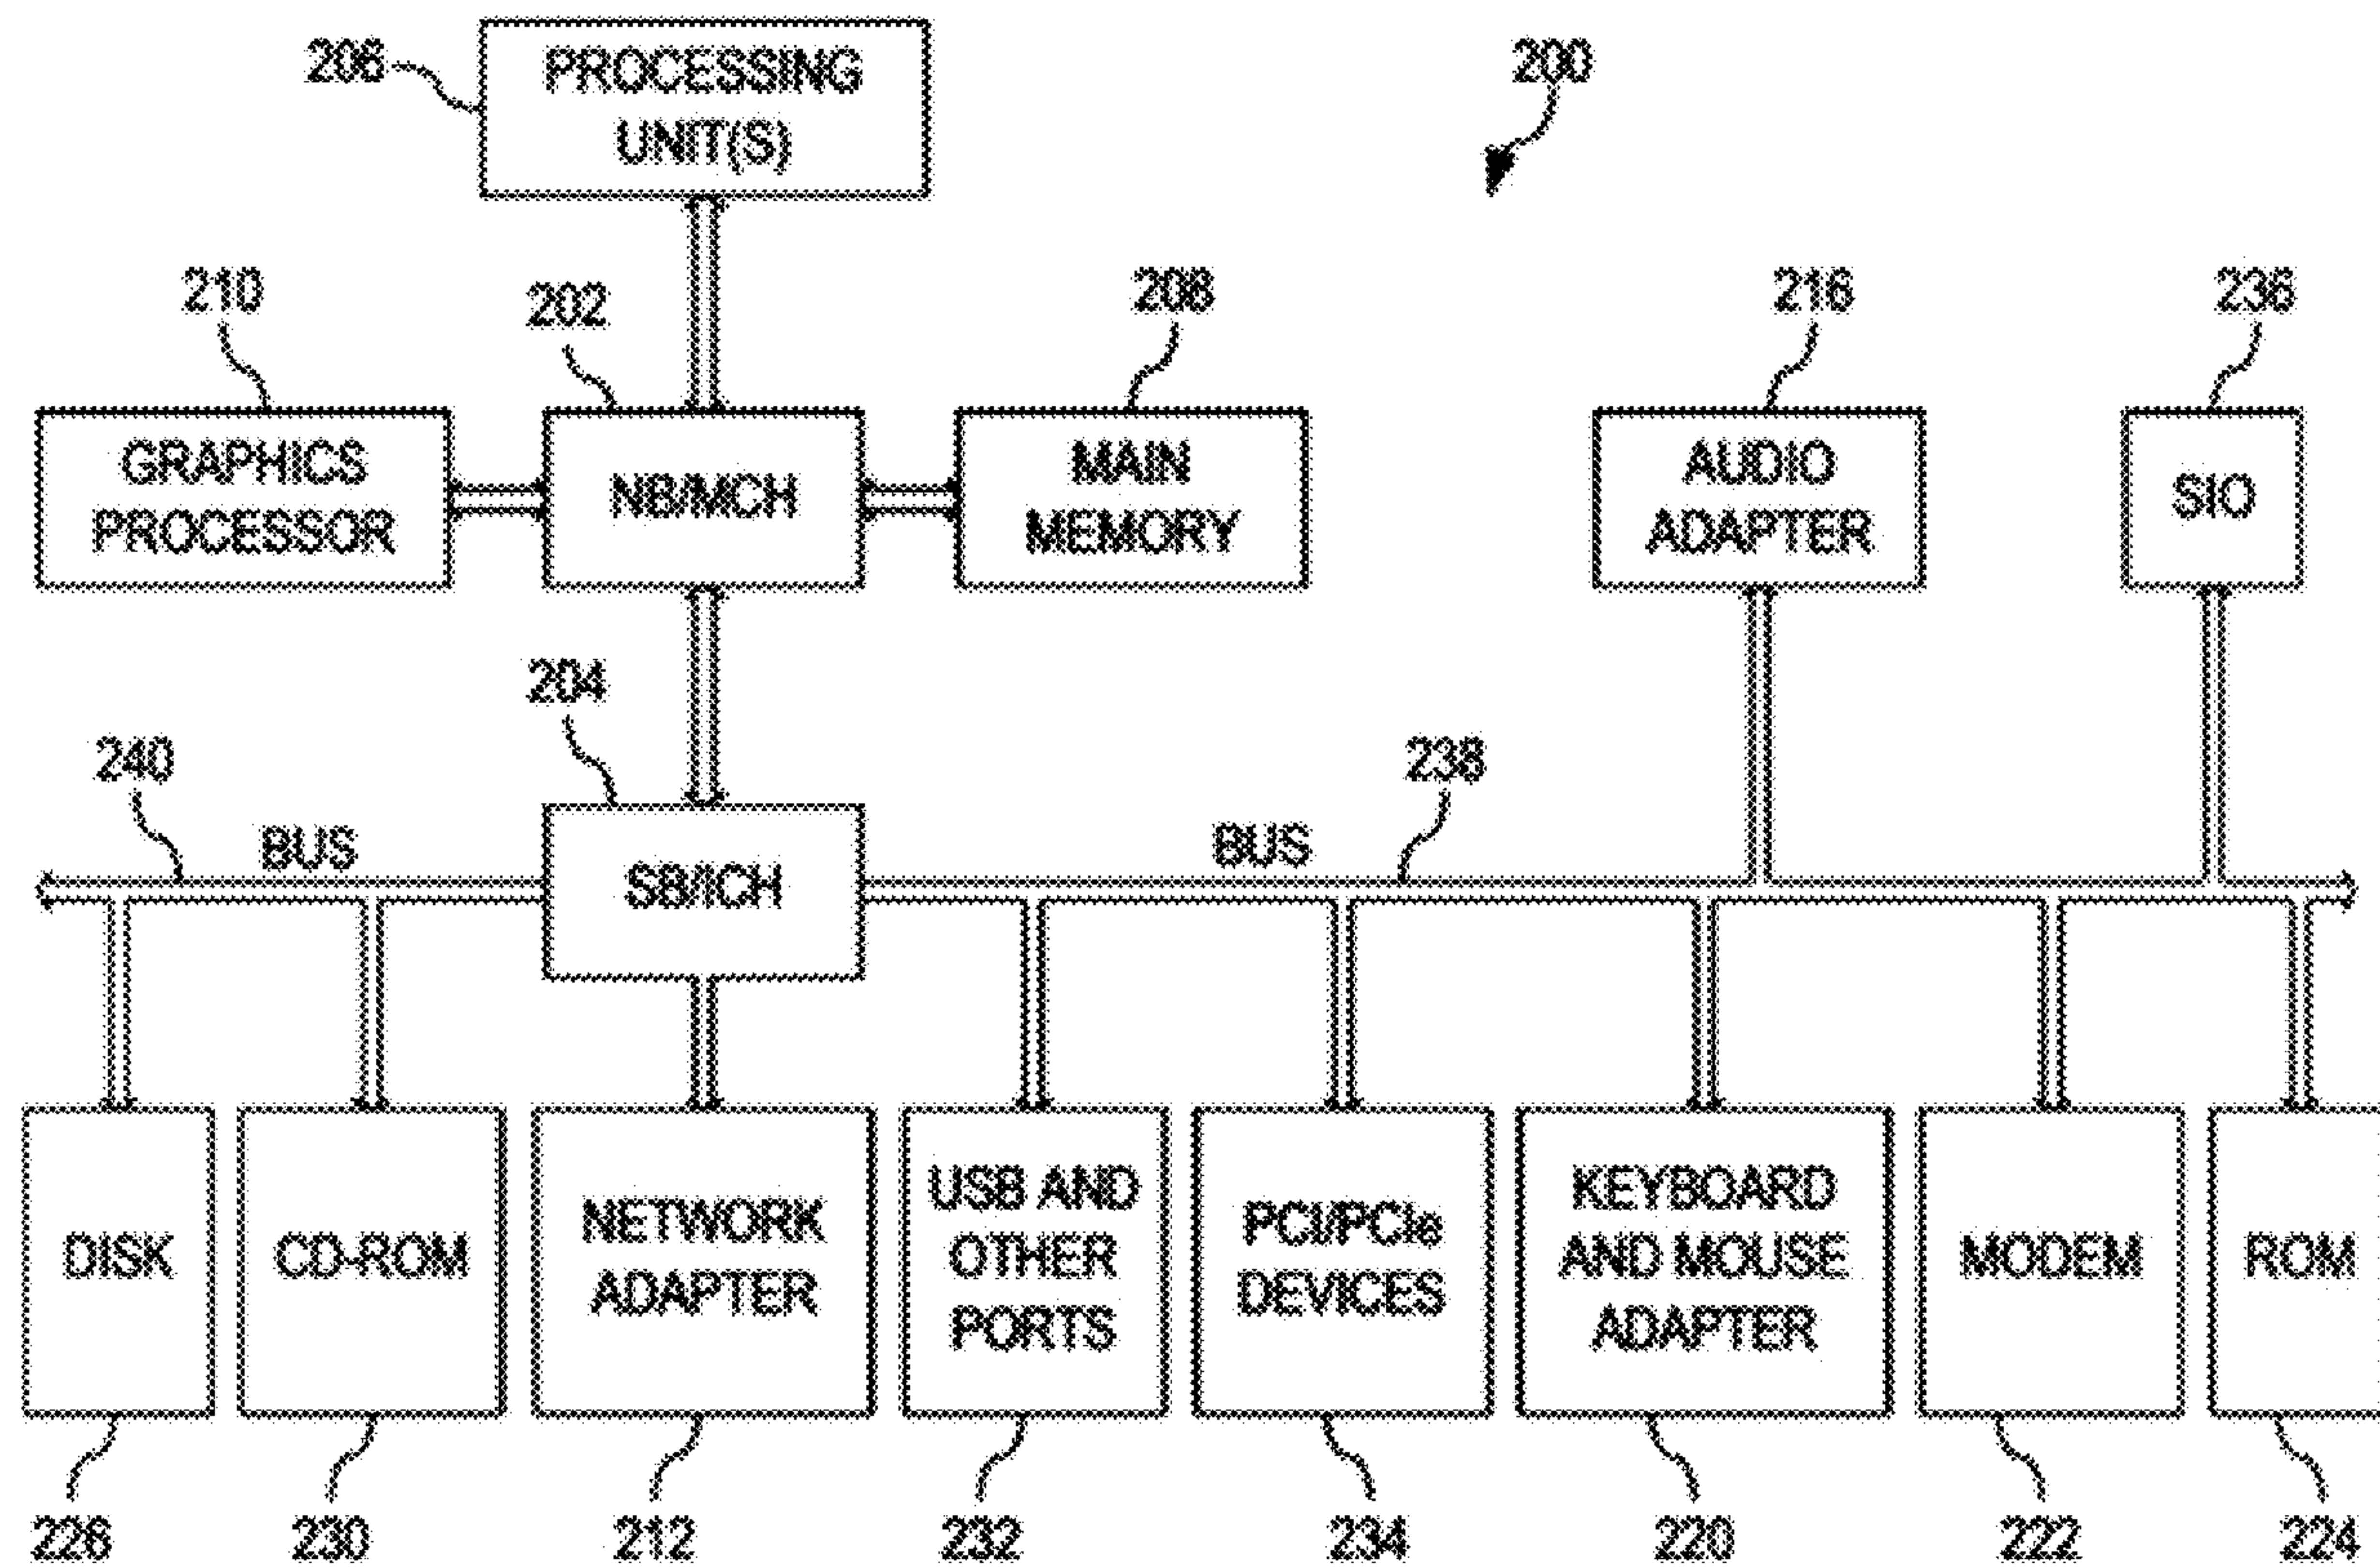 206
PROCESSING
UNIT(S)
200
210
202
208
216
236
GRAPHICS
PROCESSOR
NB/MCH
MAIN
MEMORY
AUDIO
ADAPTER
SIO
204
240
238
BUS
SB/ICH
BUS
DISK
CD-ROM
NETWORK
ADAPTER
USB AND
OTHER
PORTS
PCI/PCIe
DEVICES
KEYBOARD
AND MOUSE
ADAPTER
MODEM
ROM
226
230
212
232
234
220
222
224